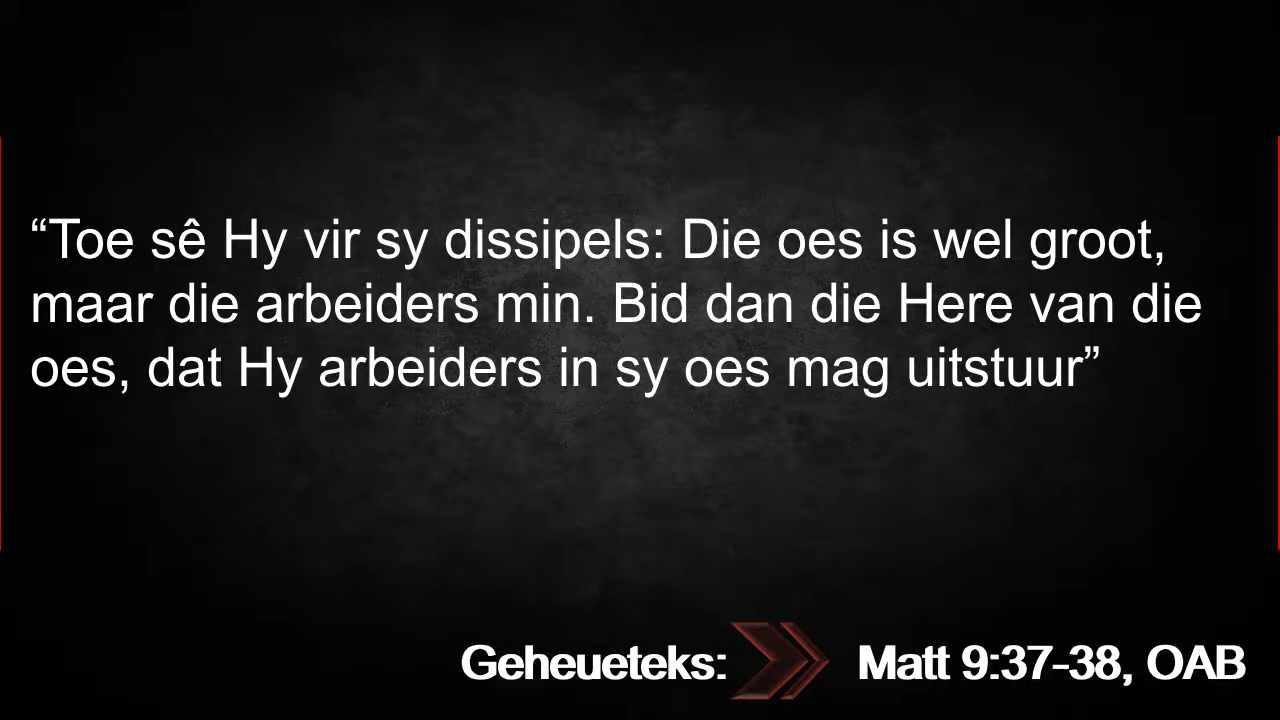 “Toe sê Hy vir sy dissipels: Die oes is wel groot,
maar die arbeiders min. Bid dan die Here van die
oes, dat Hy arbeiders in sy oes mag uitstuur”
Geheueteks: Matt 9:37-38, OAB